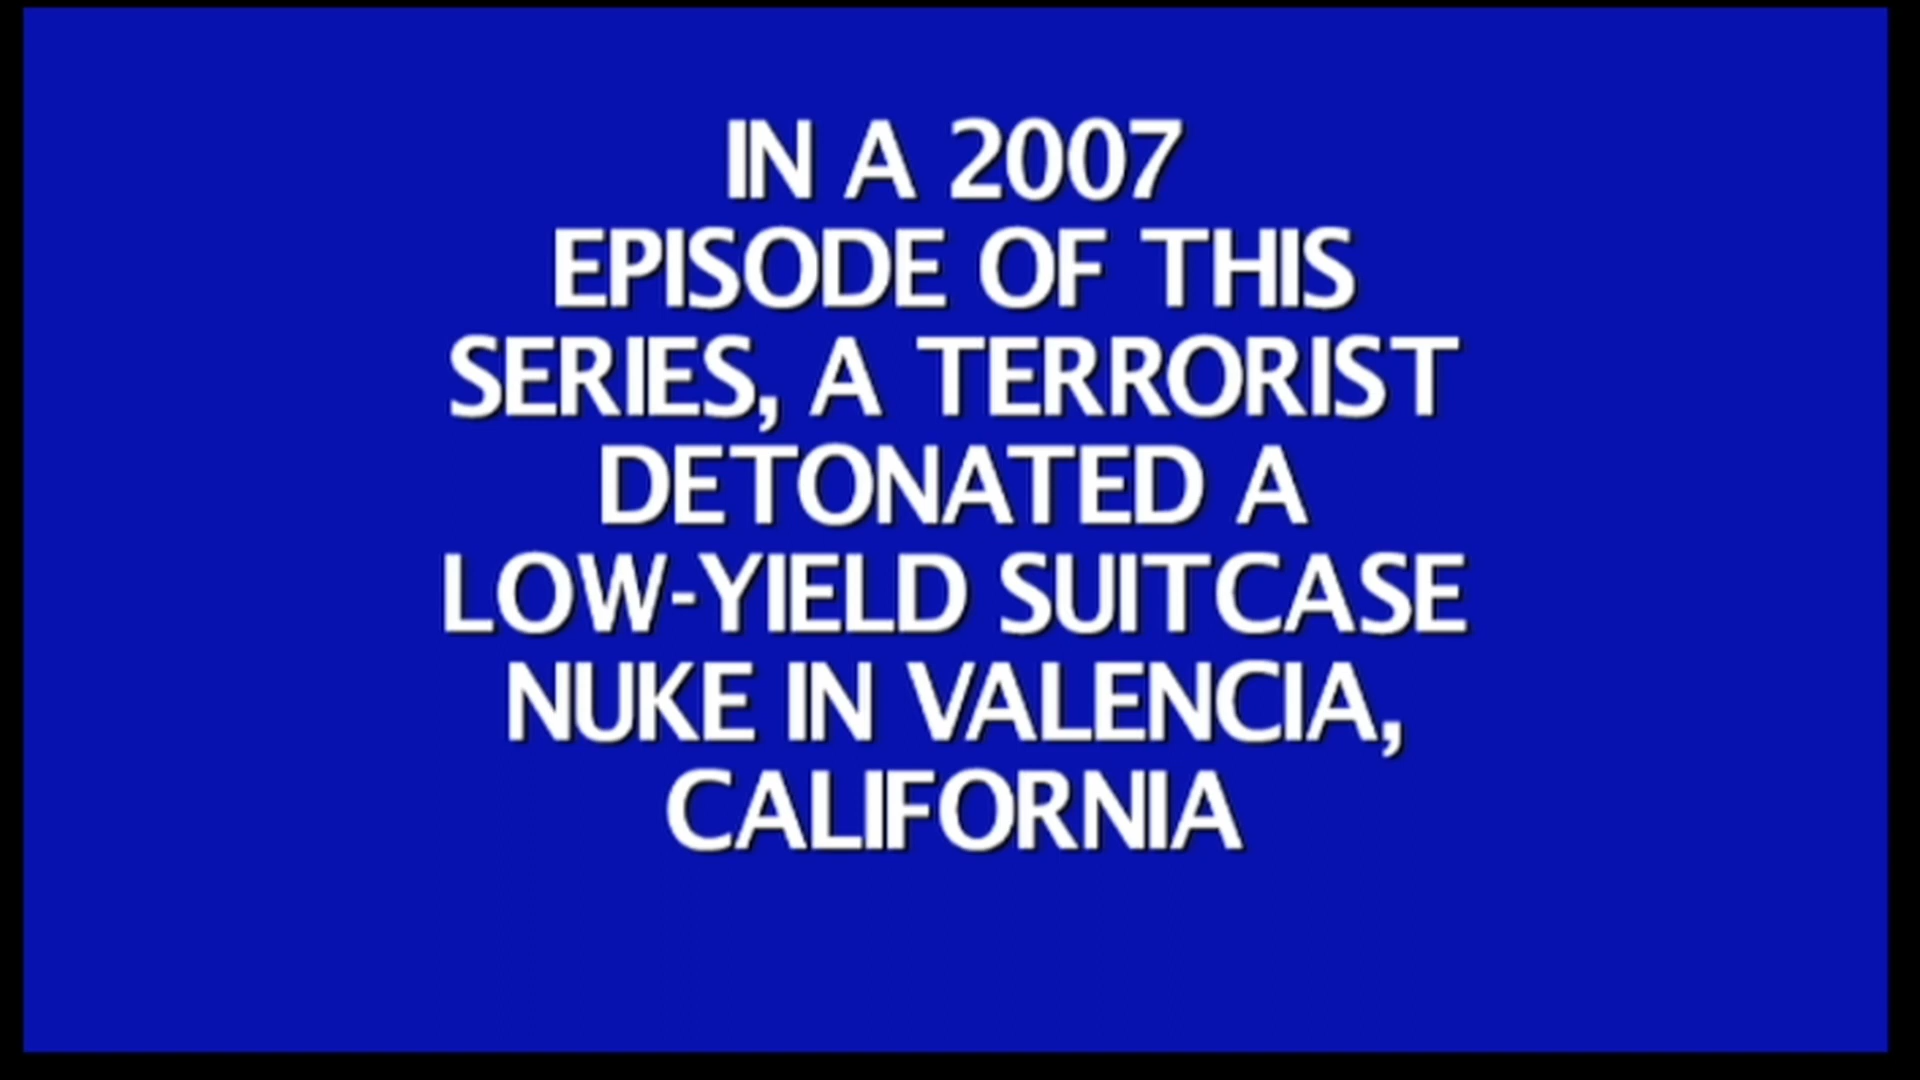 IN A 2007
EPISODE OF THIS
SERIES, A TERRORIST
DETONATED A
LOW-YIELD SUITCASE
NUKE IN VALENCIA,
CALIFORNIA